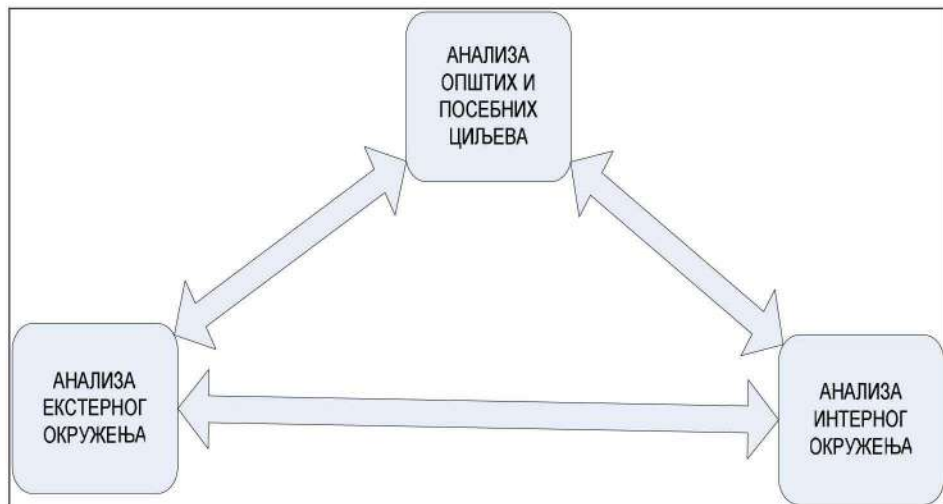 АНАЛИЗА
ОПШТИХ И
ПОСЕБНИХ
ЦИЉЕВА
АНАЛИЗА
ЕКСТЕРНОГ
ОКРУЖЕЊА
АНАЛИЗА
ИНТЕРНОГ
ОКРУЖЕЊА